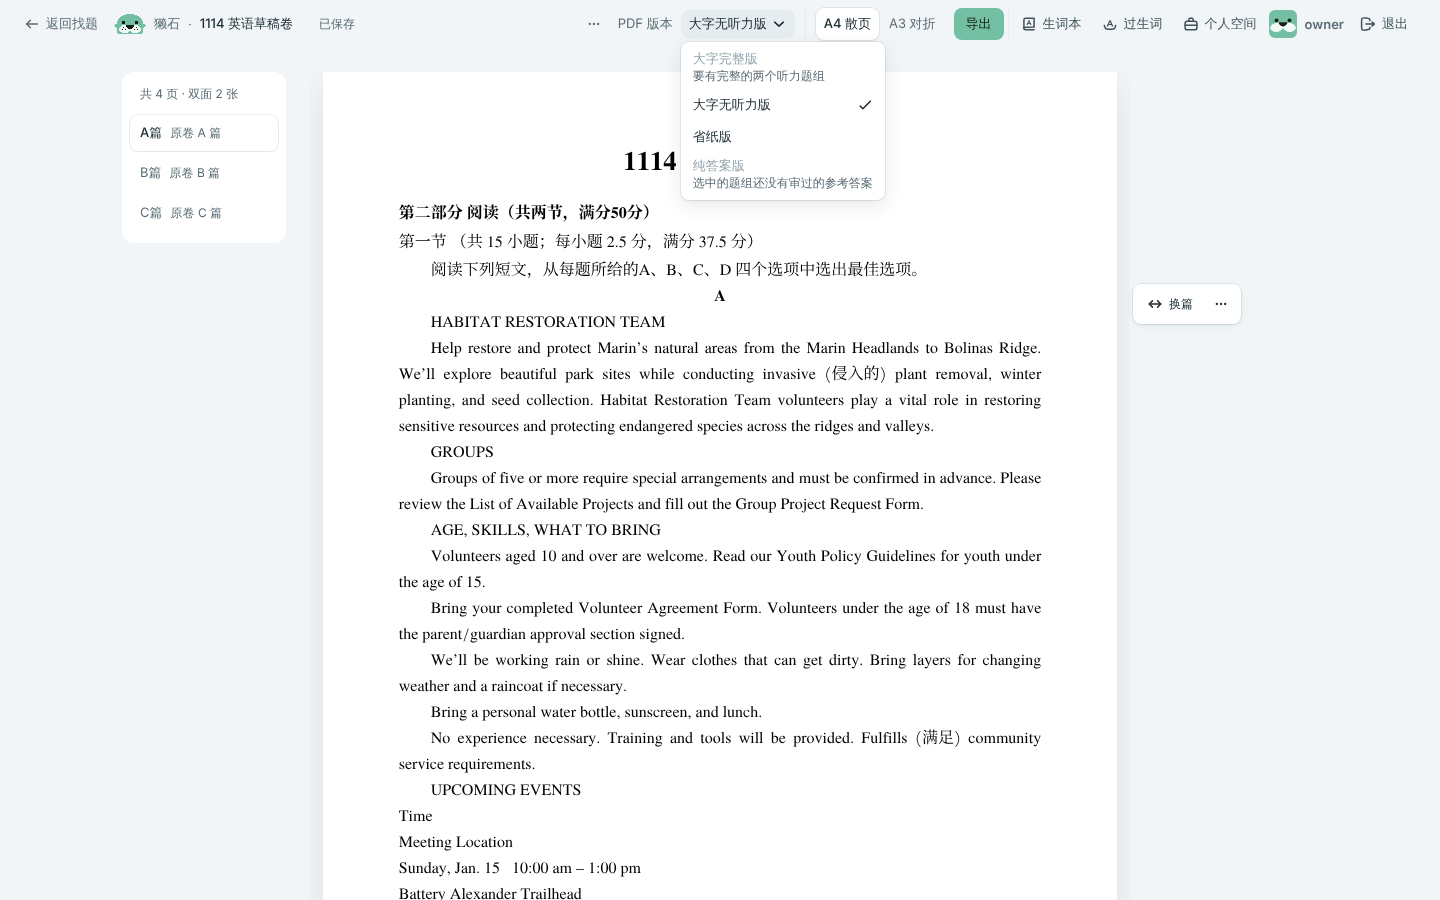 返回找题
獭石 · 1114 英语草稿卷
已保存
PDF 版本 大字无听力版
A4 散页 A3 对折
导出
生词本
过生词
个人空间
owner
退出
大字完整版
要有完整的两个听力题组
大字无听力版
省纸版
纯答案版
选中的题组还没有审过的参考答案
共 4 页 · 双面 2 张
A篇 原卷 A 篇
B篇 原卷 B 篇
C篇 原卷 C 篇
换篇
1114
第二部分 阅读（共两节，满分50分）
第一节 （共 15 小题；每小题 2.5 分，满分 37.5 分）
阅读下列短文，从每题所给的A、B、C、D 四个选项中选出最佳选项。
A
HABITAT RESTORATION TEAM
Help restore and protect Marin’s natural areas from the Marin Headlands to Bolinas Ridge.
We’ll explore beautiful park sites while conducting invasive (侵入的) plant removal, winter
planting, and seed collection. Habitat Restoration Team volunteers play a vital role in restoring
sensitive resources and protecting endangered species across the ridges and valleys.
GROUPS
Groups of five or more require special arrangements and must be confirmed in advance. Please
review the List of Available Projects and fill out the Group Project Request Form.
AGE, SKILLS, WHAT TO BRING
Volunteers aged 10 and over are welcome. Read our Youth Policy Guidelines for youth under
the age of 15.
Bring your completed Volunteer Agreement Form. Volunteers under the age of 18 must have
the parent/guardian approval section signed.
We’ll be working rain or shine. Wear clothes that can get dirty. Bring layers for changing
weather and a raincoat if necessary.
Bring a personal water bottle, sunscreen, and lunch.
No experience necessary. Training and tools will be provided. Fulfills (满足) community
service requirements.
UPCOMING EVENTS
Time
Meeting Location
Sunday, Jan. 15 10:00 am – 1:00 pm
Battery Alexander Trailhead